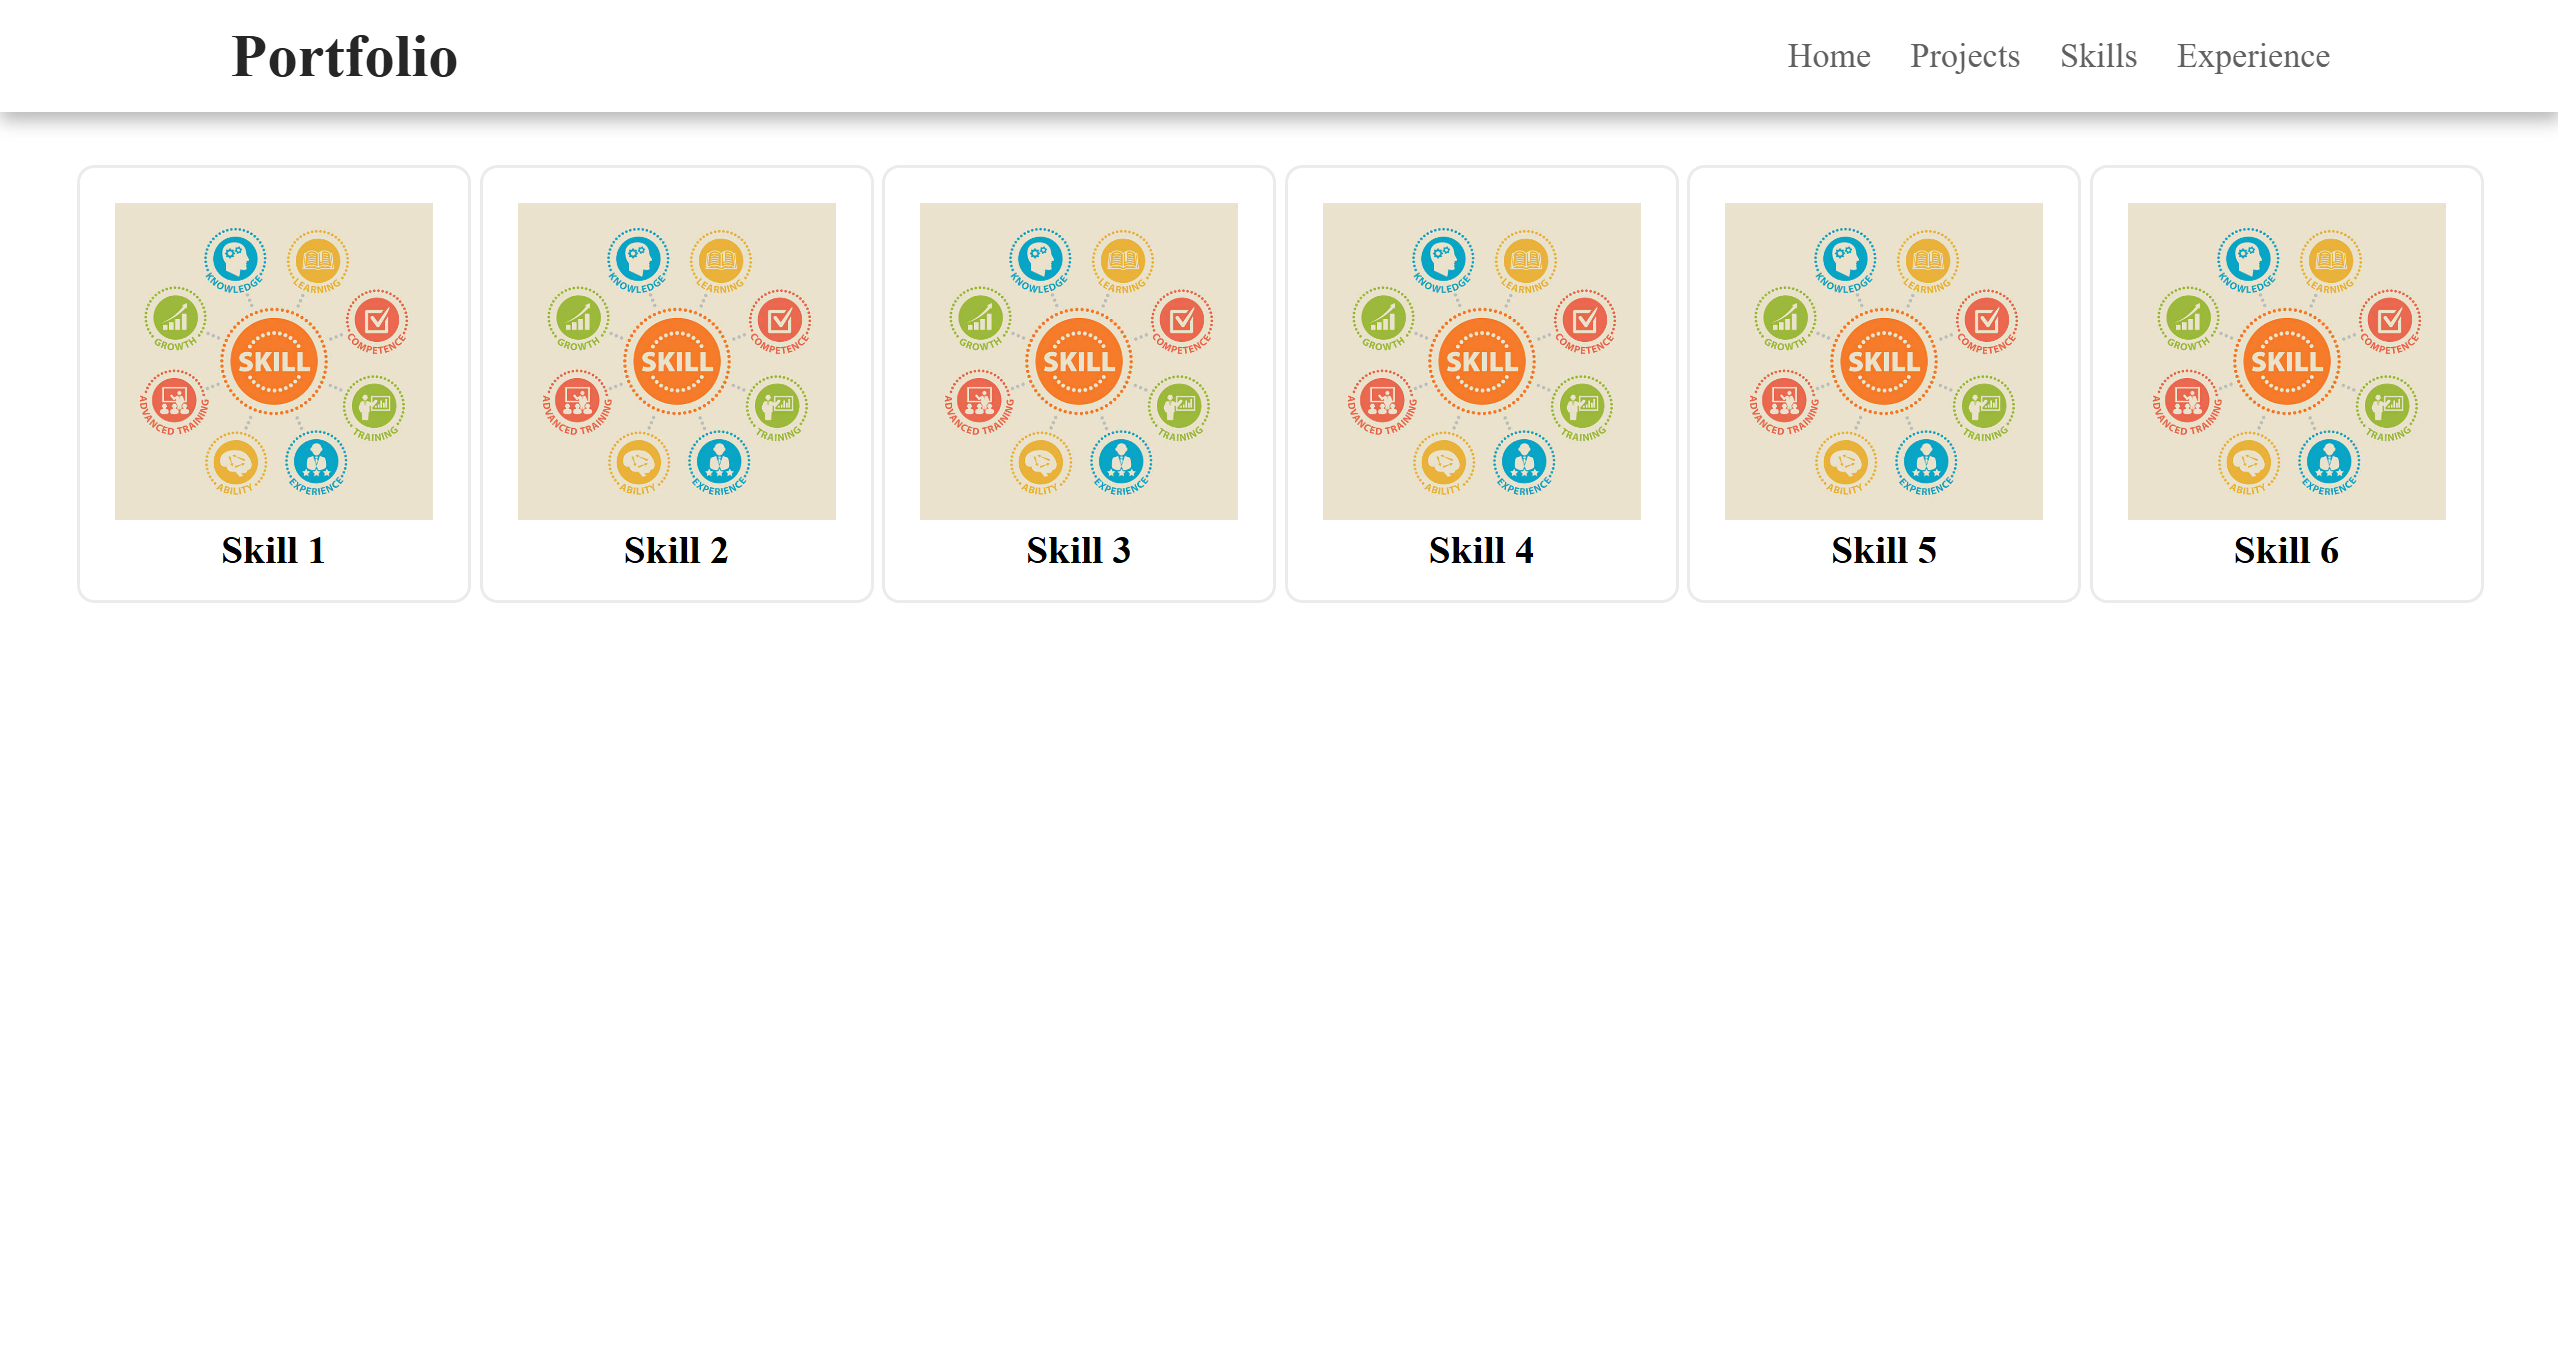 Portfolio
Home Projects Skills Experience
KNOWLEDGE
LEARNING
GROWTH
COMPETENCE
SKILL
ADVANCED TRAINING
TRAINING
ABILITY
EXPERIENCE
Skill 1
KNOWLEDGE
LEARNING
GROWTH
COMPETENCE
SKILL
ADVANCED TRAINING
TRAINING
ABILITY
EXPERIENCE
Skill 2
KNOWLEDGE
LEARNING
GROWTH
COMPETENCE
SKILL
ADVANCED TRAINING
TRAINING
ABILITY
EXPERIENCE
Skill 3
KNOWLEDGE
LEARNING
GROWTH
COMPETENCE
SKILL
ADVANCED TRAINING
TRAINING
ABILITY
EXPERIENCE
Skill 4
KNOWLEDGE
LEARNING
GROWTH
COMPETENCE
SKILL
ADVANCED TRAINING
TRAINING
ABILITY
EXPERIENCE
Skill 5
KNOWLEDGE
LEARNING
GROWTH
COMPETENCE
SKILL
ADVANCED TRAINING
TRAINING
ABILITY
EXPERIENCE
Skill 6